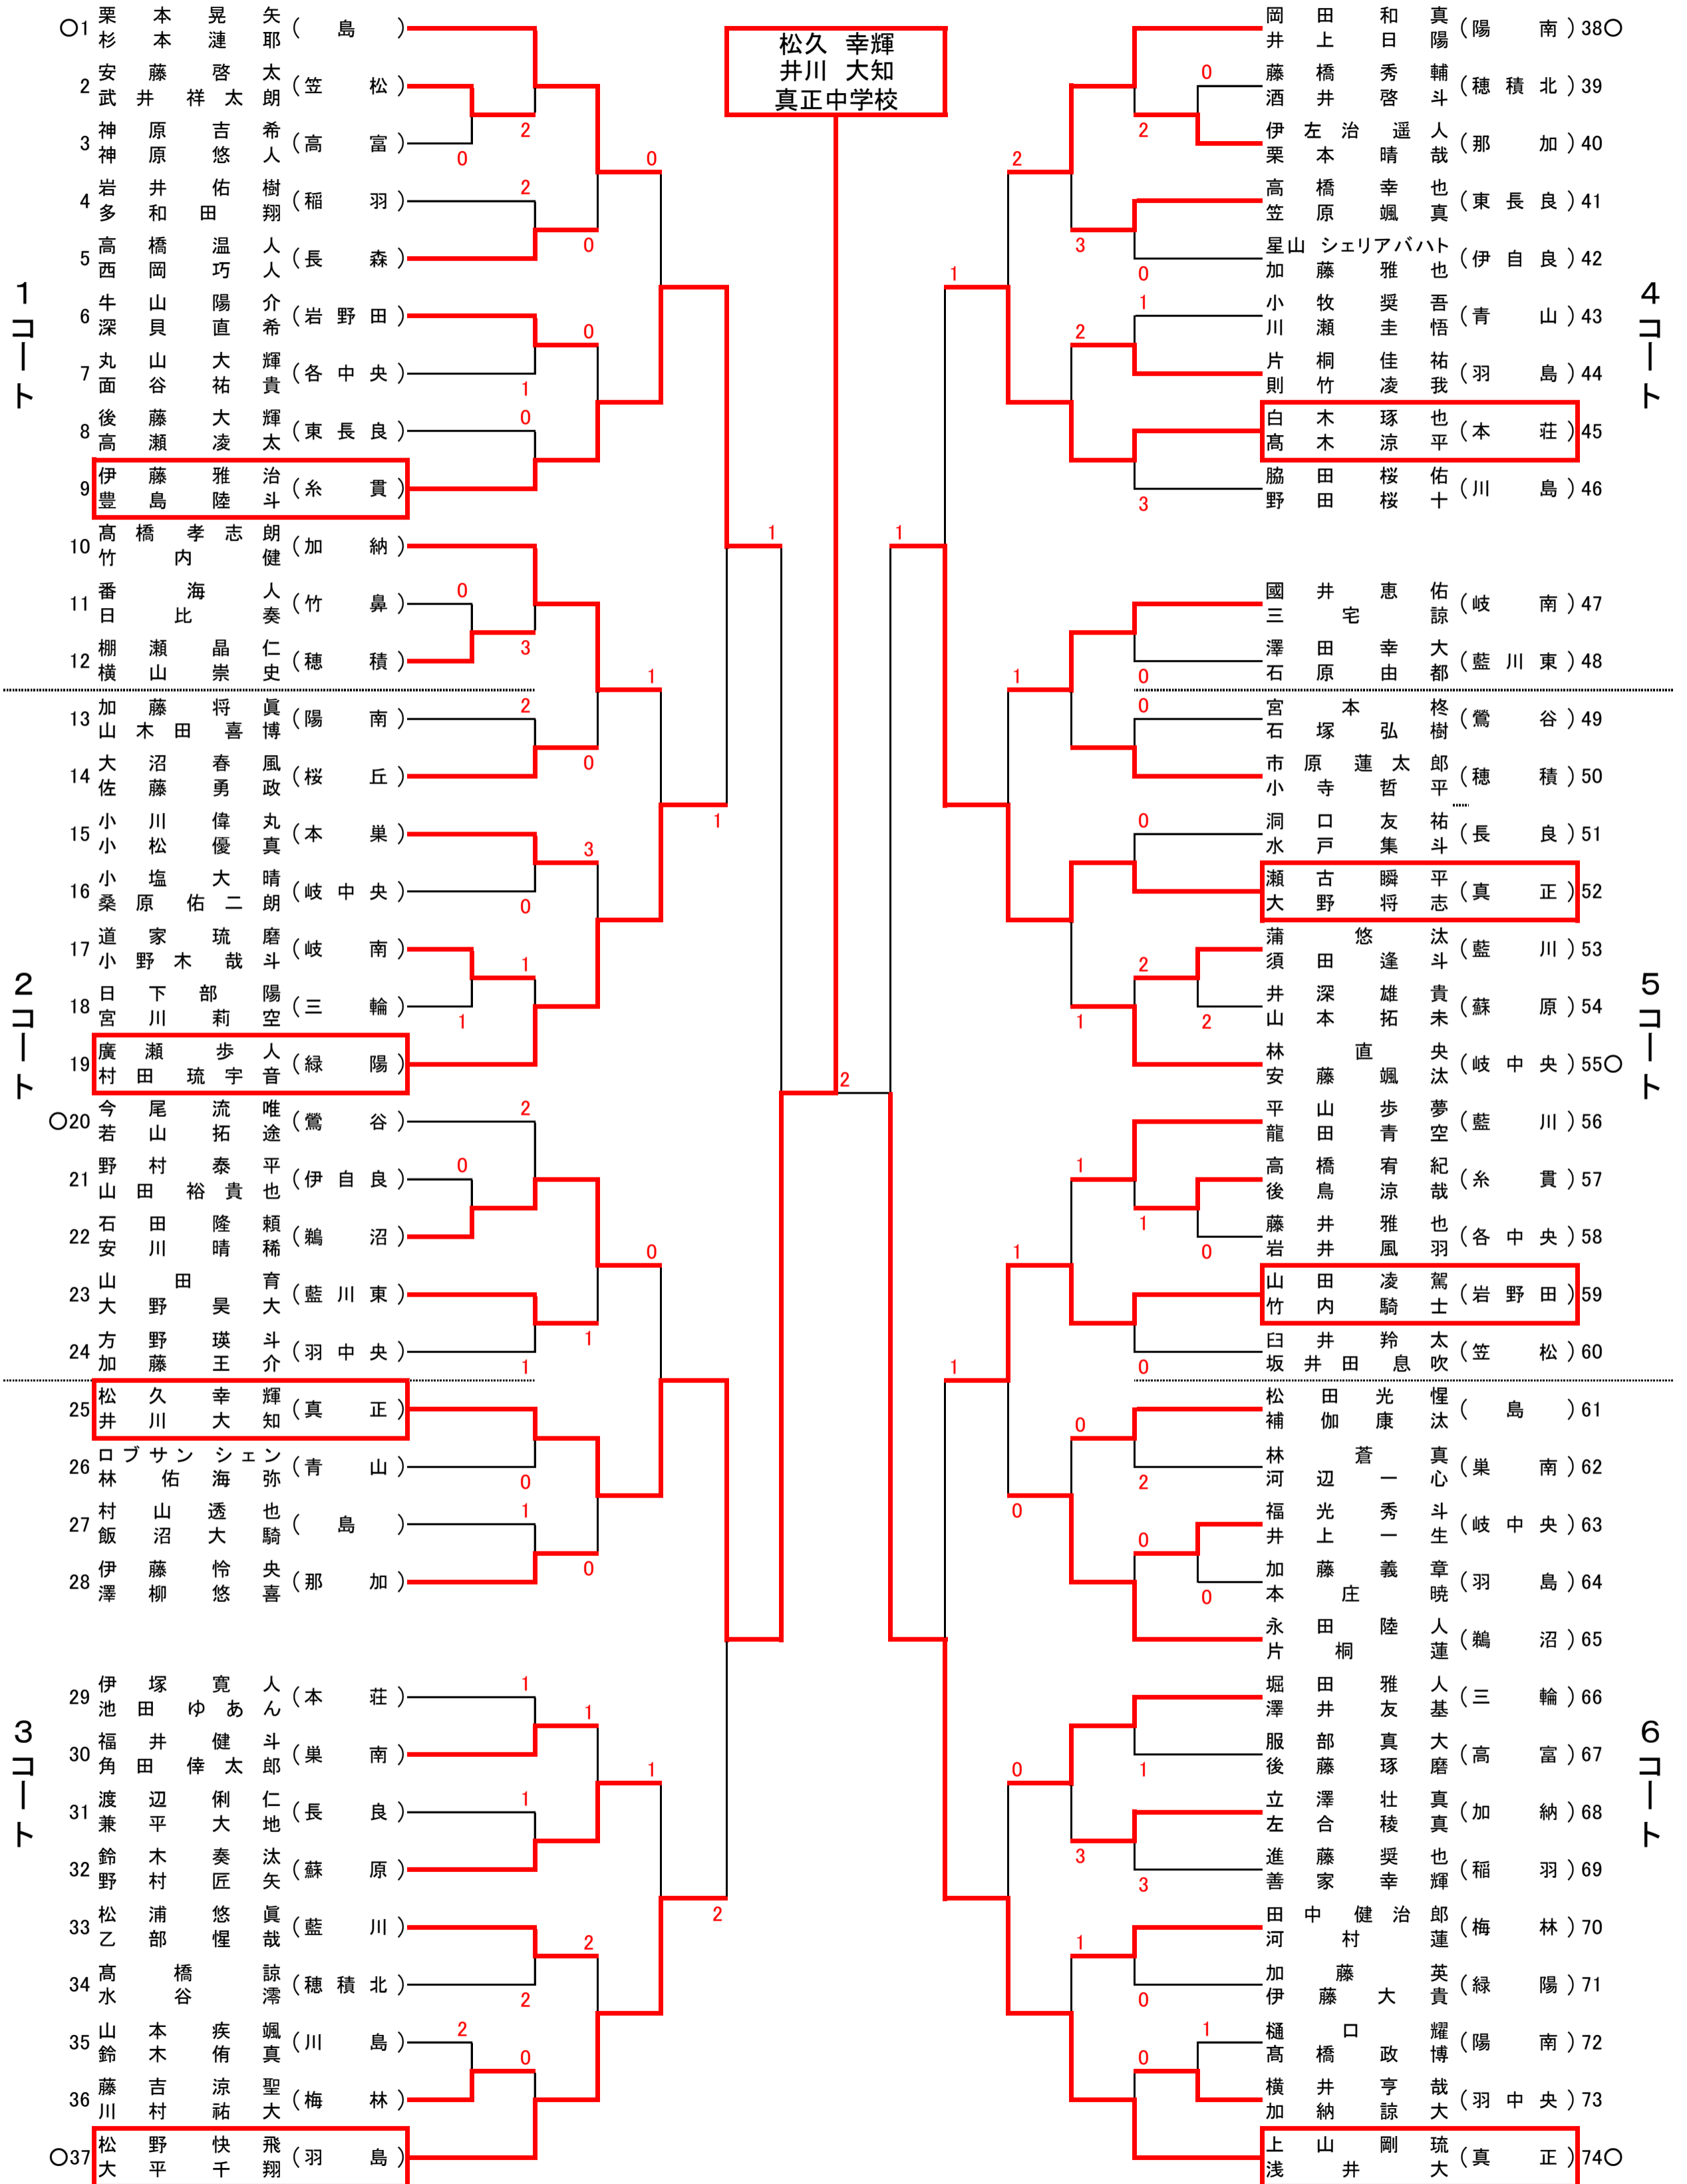 松久 幸輝
井川 大知
真正中学校
1コート
○1 栗本晃矢 (島)
杉本漣耶
2 安藤啓太 (笠松)
武井祥太朗
3 神原吉希 (高富)
神原悠人
4 岩井佑樹 (稲羽)
多和田翔
5 高橋温人 (長森)
西岡巧人
6 牛山陽介 (岩野田)
深貝直希
7 丸山大輝 (各中央)
面谷祐貴
8 後藤大輝 (東長良)
高瀬凌太
9 伊藤雅治 (糸貫)
豊島陸斗
10 髙橋孝志朗 (加納)
竹内健
11 番海人 (竹鼻)
日比奏
12 棚瀬晶仁 (穂積)
横山崇史
2コート
13 加藤将眞 (陽南)
山木田喜博
14 大沼春風 (桜丘)
佐藤勇政
15 小川偉丸 (本巣)
小松優真
16 小塩大晴 (岐中央)
桑原佑二朗
17 道家琉磨 (岐南)
小野木哉斗
18 日下部陽 (三輪)
宮川莉空
19 廣瀬歩人 (緑陽)
村田琉宇音
○20 今尾流唯 (鶯谷)
若山拓途
21 野村泰平 (伊自良)
山田裕貴也
22 石田隆頼 (鵜沼)
安川晴稀
23 山田育 (藍川東)
大野昊大
24 方野瑛斗 (羽中央)
加藤王介
3コート
25 松久幸輝 (真正)
井川大知
26 ロブサンシェン (青山)
林佑海弥
27 村山透也 (島)
飯沼大騎
28 伊藤怜央 (那加)
澤柳悠喜
29 伊塚寛人 (本荘)
池田ゆあん
30 福井健斗 (巣南)
角田倖太郎
31 渡辺俐仁 (長良)
兼平大地
32 鈴木奏汰 (蘇原)
野村匠矢
33 松浦悠眞 (藍川)
乙部惺哉
34 髙橋諒 (穂積北)
水谷澪
35 山本疾颯 (川島)
鈴木侑真
36 藤吉涼聖 (梅林)
川村祐大
○37 松野快飛 (羽島)
大平千翔
4コート
岡田和真 (陽南) 38○
井上日陽
藤橋秀輔 (穂積北) 39
酒井啓斗
伊左治遥人 (那加) 40
栗本晴哉
高橋幸也 (東長良) 41
笠原颯真
星山 シェリアバハト (伊自良) 42
加藤雅也
小牧奨吾 (青山) 43
川瀬圭悟
片桐佳祐 (羽島) 44
則竹凌我
白木琢也 (本荘) 45
髙木涼平
脇田桜佑 (川島) 46
野田桜十
國井恵佑 (岐南) 47
三宅諒
澤田幸大 (藍川東) 48
石原由都
5コート
宮本柊 (鶯谷) 49
石塚弘樹
市原蓮太郎 (穂積) 50
小寺哲平
洞口友祐 (長良) 51
水戸集斗
瀬古瞬平 (真正) 52
大野将志
蒲悠汰 (藍川) 53
須田逢斗
井深雄貴 (蘇原) 54
山本拓未
林直央 (岐中央) 55○
安藤颯汰
平山歩夢 (藍川) 56
龍田青空
高橋宥紀 (糸貫) 57
後鳥涼哉
藤井雅也 (各中央) 58
岩井風羽
山田凌駕 (岩野田) 59
竹内騎士
臼井羚太 (笠松) 60
坂井田息吹
6コート
松田光惺 (島) 61
補伽康汰
林蒼真 (巣南) 62
河辺一心
福光秀斗 (岐中央) 63
井上一生
加藤義章 (羽島) 64
本庄暁
永田陸人 (鵜沼) 65
片桐蓮
堀田雅人 (三輪) 66
澤井友基
服部真大 (高富) 67
後藤琢磨
立澤壮真 (加納) 68
左合稜真
進藤奨也 (稲羽) 69
善家幸輝
田中健治郎 (梅林) 70
河村蓮
加藤英 (緑陽) 71
伊藤大貴
樋口耀 (陽南) 72
髙橋政博
横井亨哉 (羽中央) 73
加納諒大
上山剛琉 (真正) 74○
浅井大